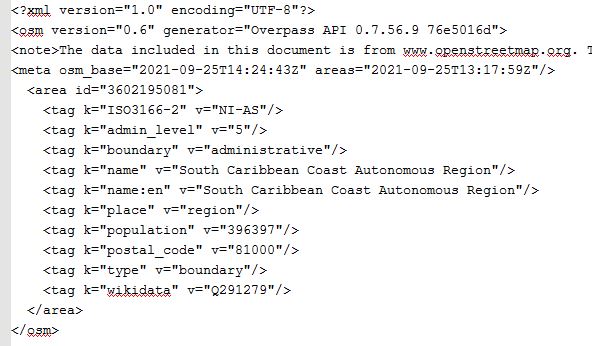 <?xml version="1.0" encoding="UTF-8"?>
<osm version="0.6" generator="Overpass API 0.7.56.9 76e5016d">
<note>The data included in this document is from www.openstreetmap.org. T
<meta osm_base="2021-09-25T14:24:43Z" areas="2021-09-25T13:17:59Z"/>
<area id="3602195081">
<tag k="ISO3166-2" v="NI-AS"/>
<tag k="admin_level" v="5"/>
<tag k="boundary" v="administrative"/>
<tag k="name" v="South Caribbean Coast Autonomous Region"/>
<tag k="name:en" v="South Caribbean Coast Autonomous Region"/>
<tag k="place" v="region"/>
<tag k="population" v="396397"/>
<tag k="postal_code" v="81000"/>
<tag k="type" v="boundary"/>
<tag k="wikidata" v="Q291279"/>
</area>
</osm>